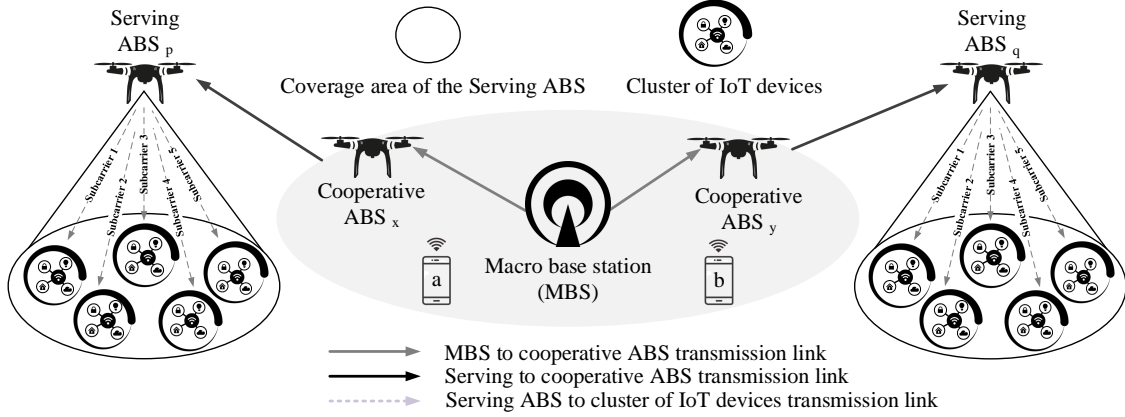 Serving
ABS p
Coverage area of the Serving ABS
Cluster of IoT devices
Serving
ABS q
Subcarrier 1
Subcarrier 2
Subcarrier 3
Subcarrier 4
Subcarrier 5
Cooperative
ABS x
Cooperative
ABS y
Subcarrier 1
Subcarrier 2
Subcarrier 3
Subcarrier 4
Subcarrier 5
a
Macro base station
(MBS)
b
MBS to cooperative ABS transmission link
Serving to cooperative ABS transmission link
Serving ABS to cluster of IoT devices transmission link